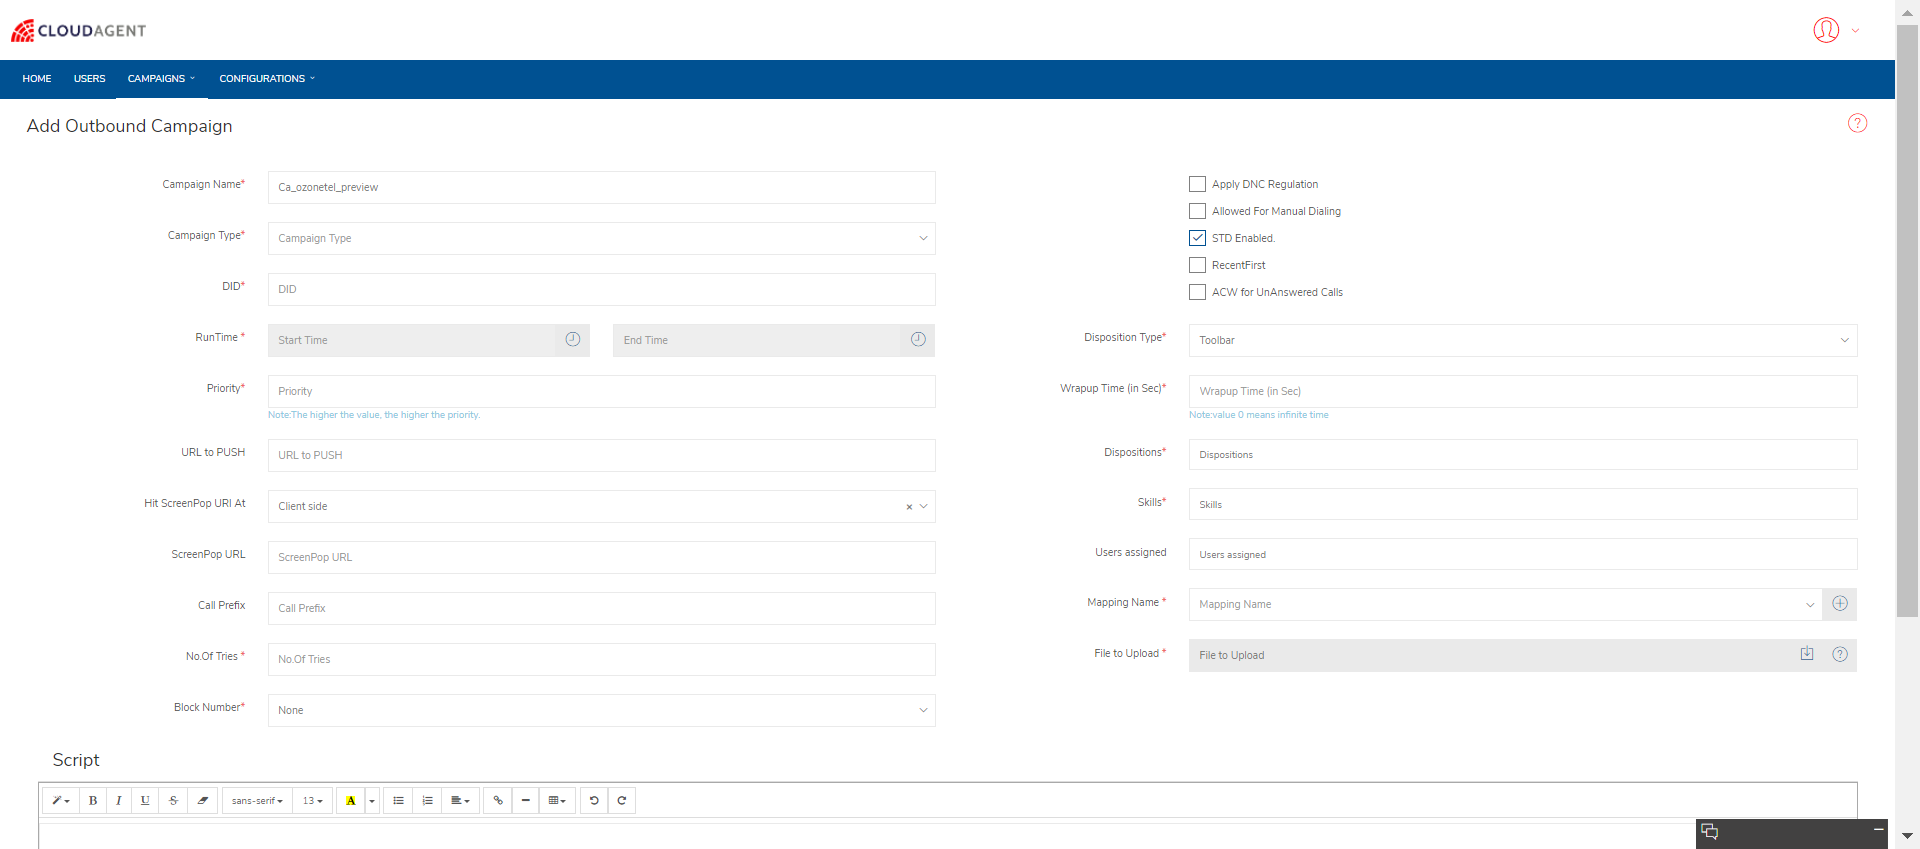 CLOUDAGENT
HOME USERS CAMPAIGNS CONFIGURATIONS
Add Outbound Campaign
?
Campaign Name* Ca_ozonetel_preview
Campaign Type* Campaign Type
DID* DID
RunTime * Start Time End Time
Priority* Priority
Note:The higher the value, the higher the priority.
URL to PUSH URL to PUSH
Hit ScreenPop URl At Client side ×
ScreenPop URL ScreenPop URL
Call Prefix Call Prefix
No.Of Tries * No.Of Tries
Block Number* None
Apply DNC Regulation
Allowed For Manual Dialing
STD Enabled.
RecentFirst
ACW for UnAnswered Calls
Disposition Type* Toolbar
Wrapup Time (in Sec)* Wrapup Time (in Sec)
Note:value 0 means infinite time
Dispositions* Dispositions
Skills* Skills
Users assigned Users assigned
Mapping Name * Mapping Name
File to Upload * File to Upload ?
Script
B I U S sans-serif 13 A